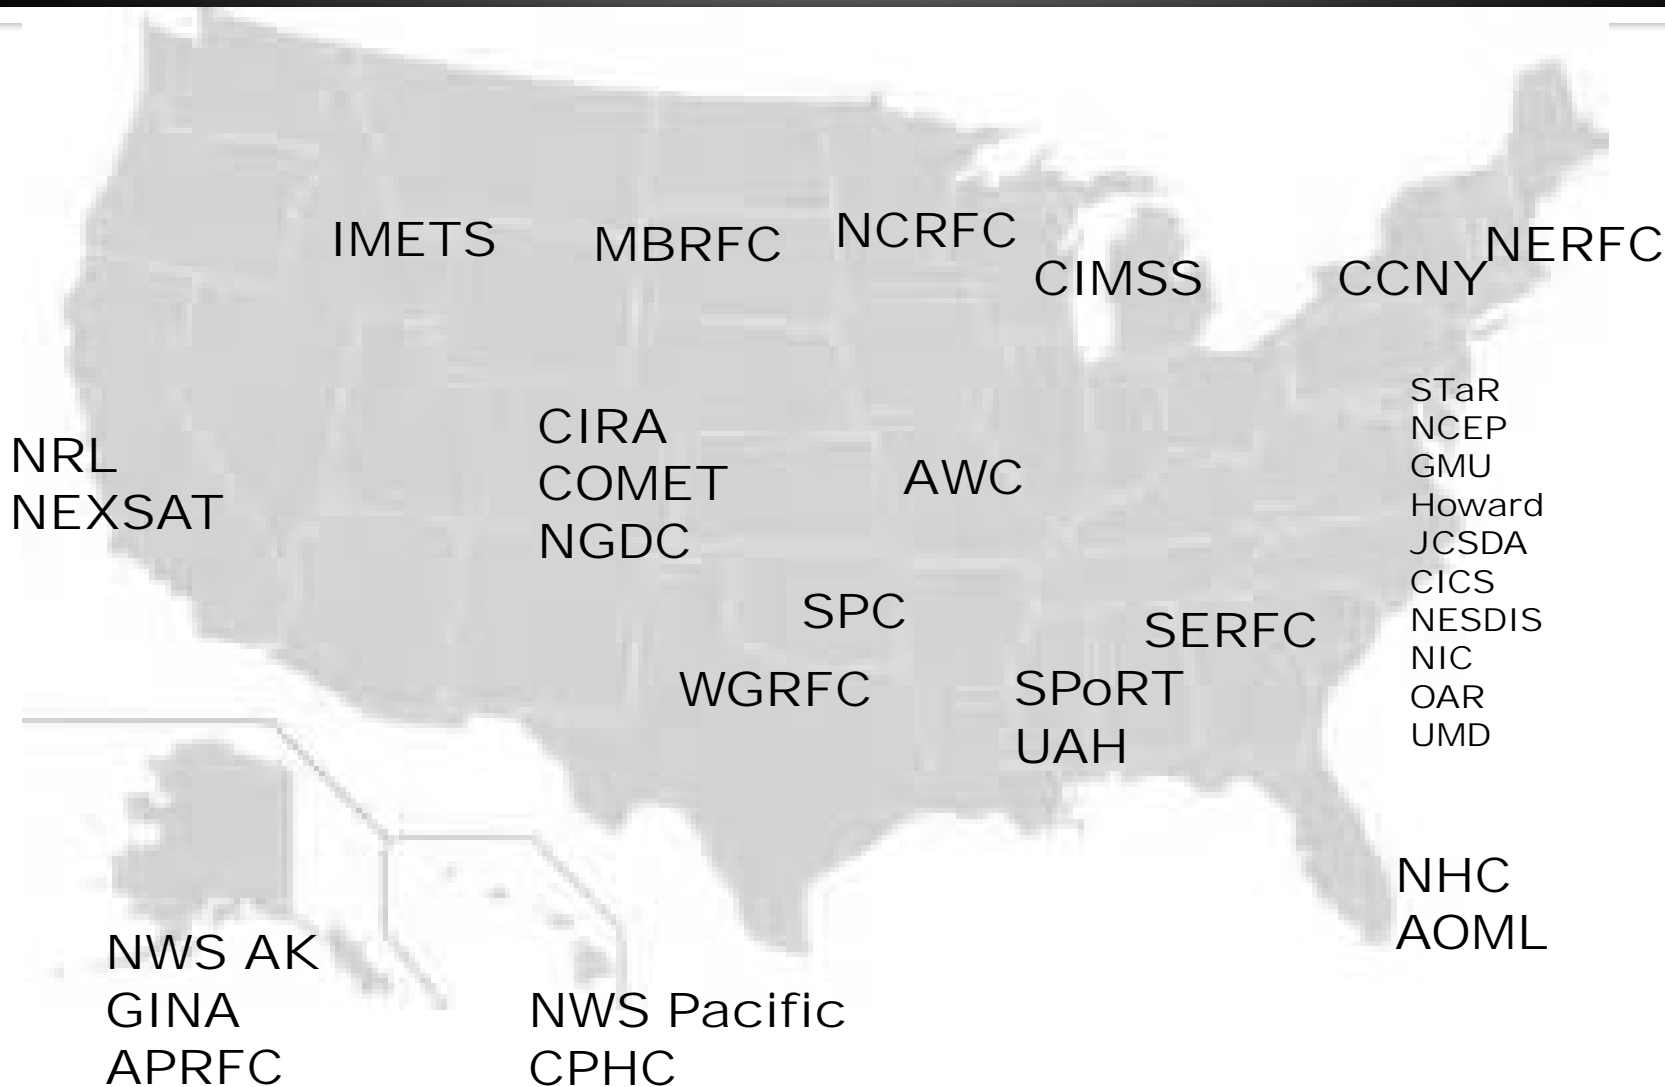 IMETS
MBRFC
NCRFC
CIMSS
CCNY
NERFC
NRL
NEXSAT
CIRA
COMET
NGDC
AWC
STaR
NCEP
GMU
Howard
JCSDA
CICS
NESDIS
NIC
OAR
UMD
SPC
WGRFC
SERFC
SPoRT
UAH
NHC
AOML
NWS AK
GINA
APRFC
NWS Pacific
CPHC